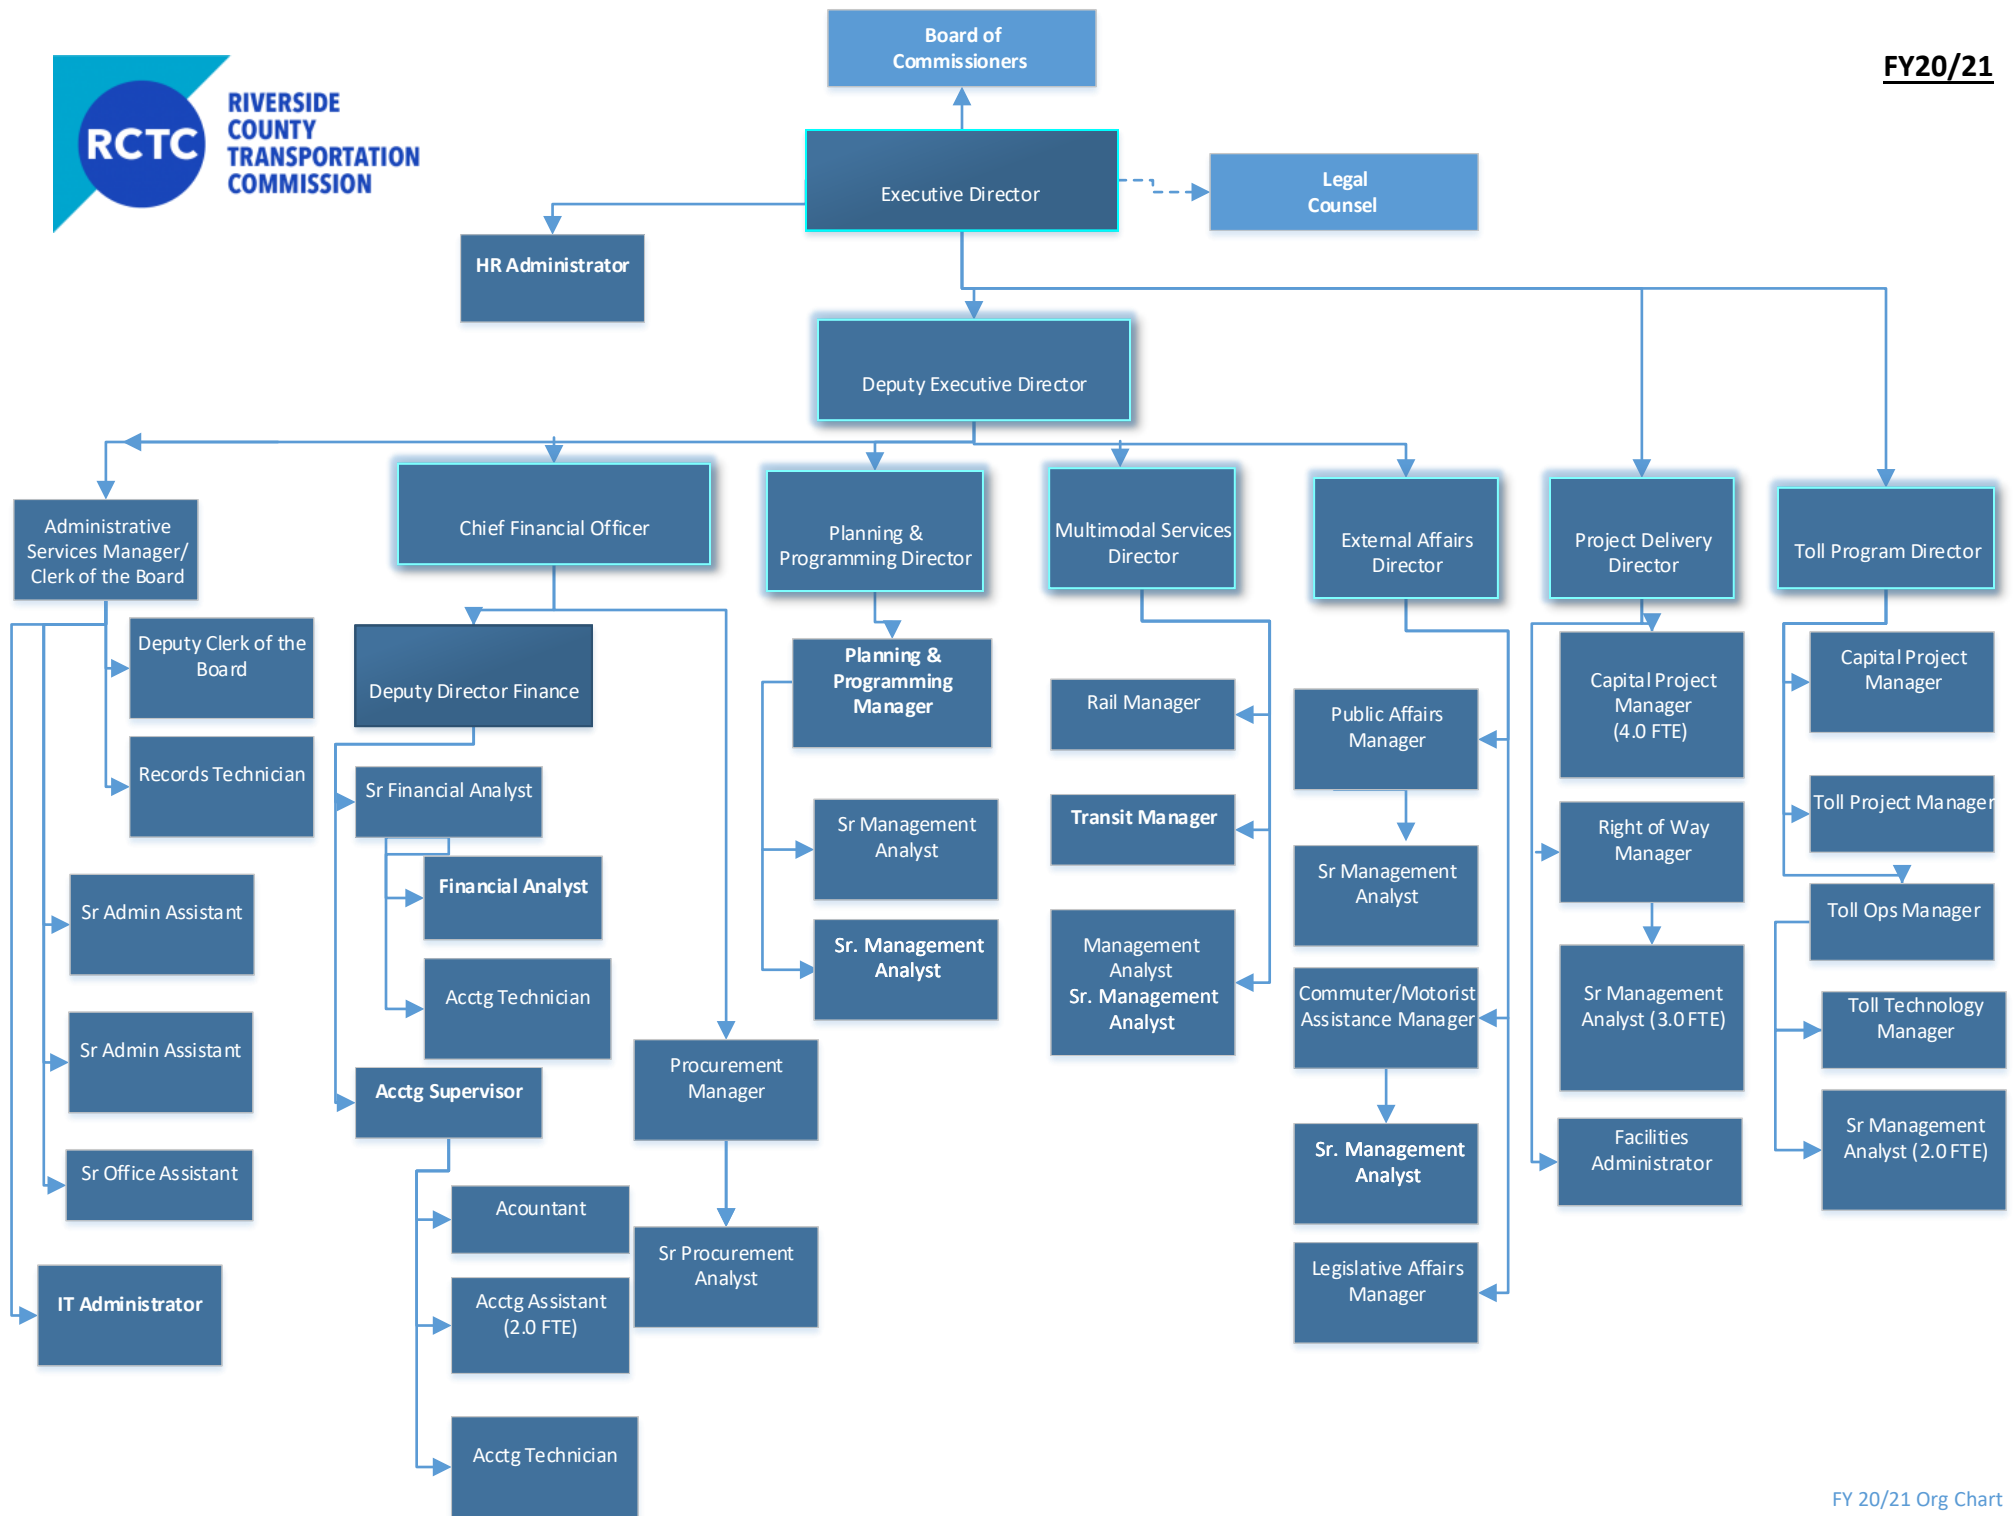 Board of
Commissioners
FY20/21
RCTC
RIVERSIDE
COUNTY
TRANSPORTATION
COMMISSION
Executive Director
Legal
Counsel
HR Administrator
Deputy Executive Director
Administrative
Services Manager/
Clerk of the Board
Chief Financial Officer
Planning &
Programming Director
Multimodal Services
Director
External Affairs
Director
Project Delivery
Director
Toll Program Director
Deputy Clerk of the
Board
Records Technician
Sr Admin Assistant
Sr Admin Assistant
Sr Office Assistant
IT Administrator
Deputy Director Finance
Sr Financial Analyst
Financial Analyst
Acctg Technician
Acctg Supervisor
Acountant
Acctg Assistant
(2.0 FTE)
Acctg Technician
Procurement
Manager
Sr Procurement
Analyst
Planning &
Programming
Manager
Sr Management
Analyst
Sr. Management
Analyst
Rail Manager
Transit Manager
Management
Analyst
Sr. Management
Analyst
Public Affairs
Manager
Sr Management
Analyst
Commuter/Motorist
Assistance Manager
Sr. Management
Analyst
Legislative Affairs
Manager
Capital Project
Manager
(4.0 FTE)
Right of Way
Manager
Sr Management
Analyst (3.0 FTE)
Facilities
Administrator
Capital Project
Manager
Toll Project Manager
Toll Ops Manager
Toll Technology
Manager
Sr Management
Analyst (2.0 FTE)
FY 20/21 Org Chart